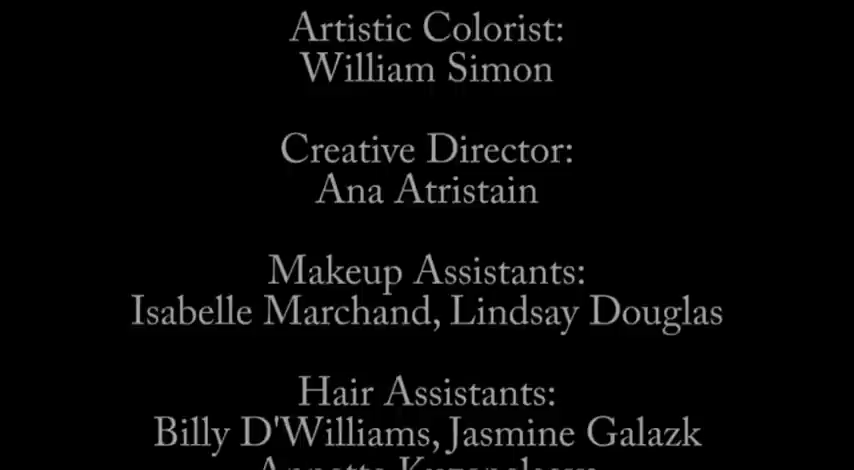 Artistic Colorist:
William Simon
Creative Director:
Ana Atristain
Makeup Assistants:
Isabelle Marchand, Lindsay Douglas
Hair Assistants:
Billy D'Williams, Jasmine Galazk